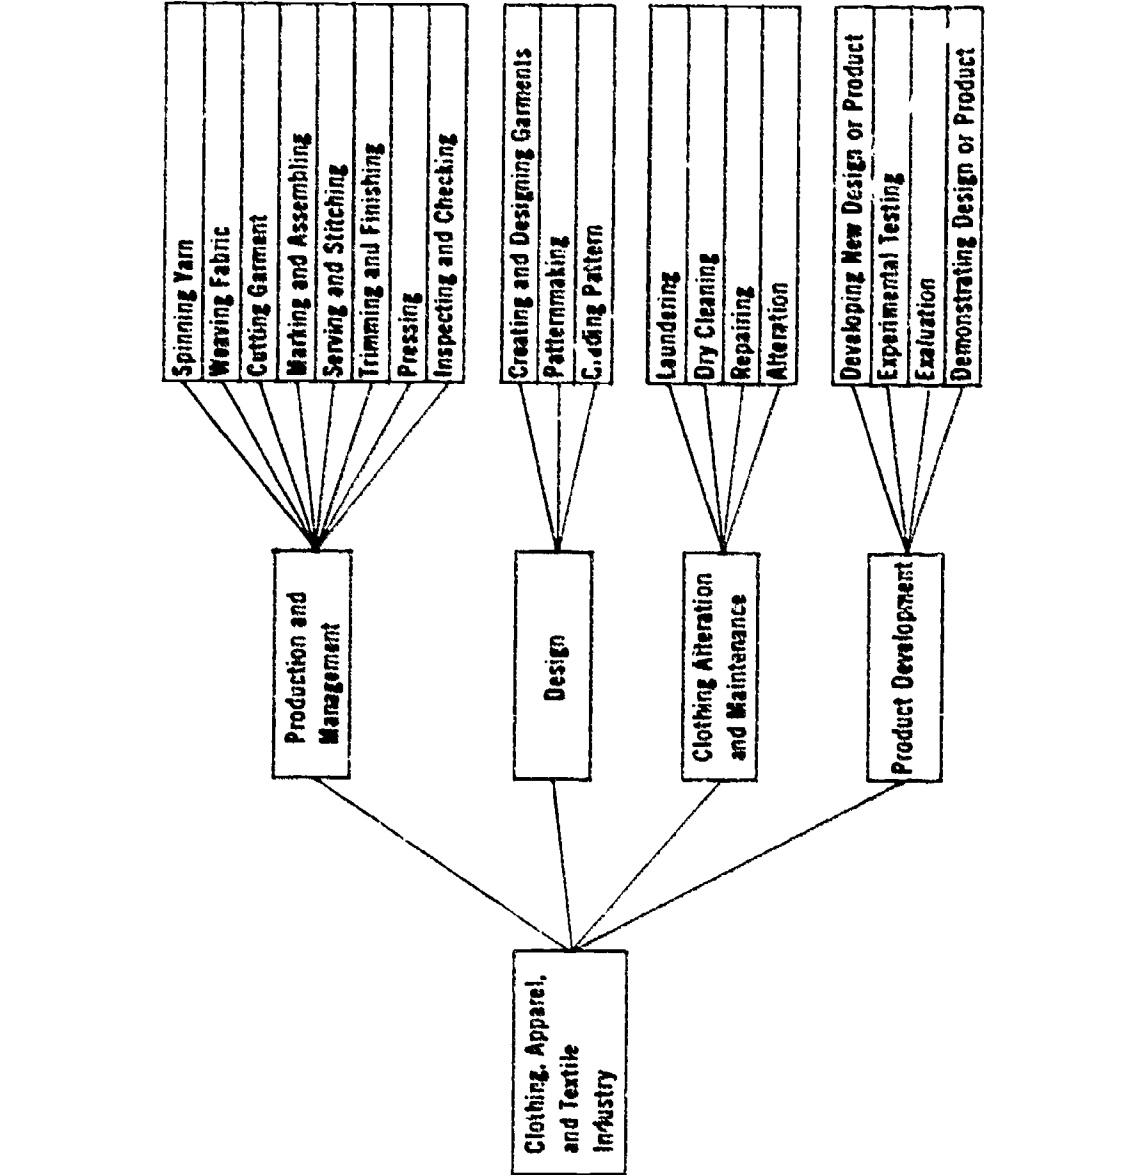 Clothing, Apparel,
and Textile
Industry
Production and
Management
Spinning Yarn
Weaving Fabric
Cutting Garment
Marking and Assembling
Serving and Stitching
Trimming and Finishing
Pressing
Inspecting and Checking
Design
Creating and Designing Garments
Patternmaking
Pattern
Clothing Alteration
and Maintenance
Laundering
Dry Cleaning
Repairing
Alteration
Product Development
Developing New Design or Product
Experimental Testing
Evaluation
Demonstrating Design or Product